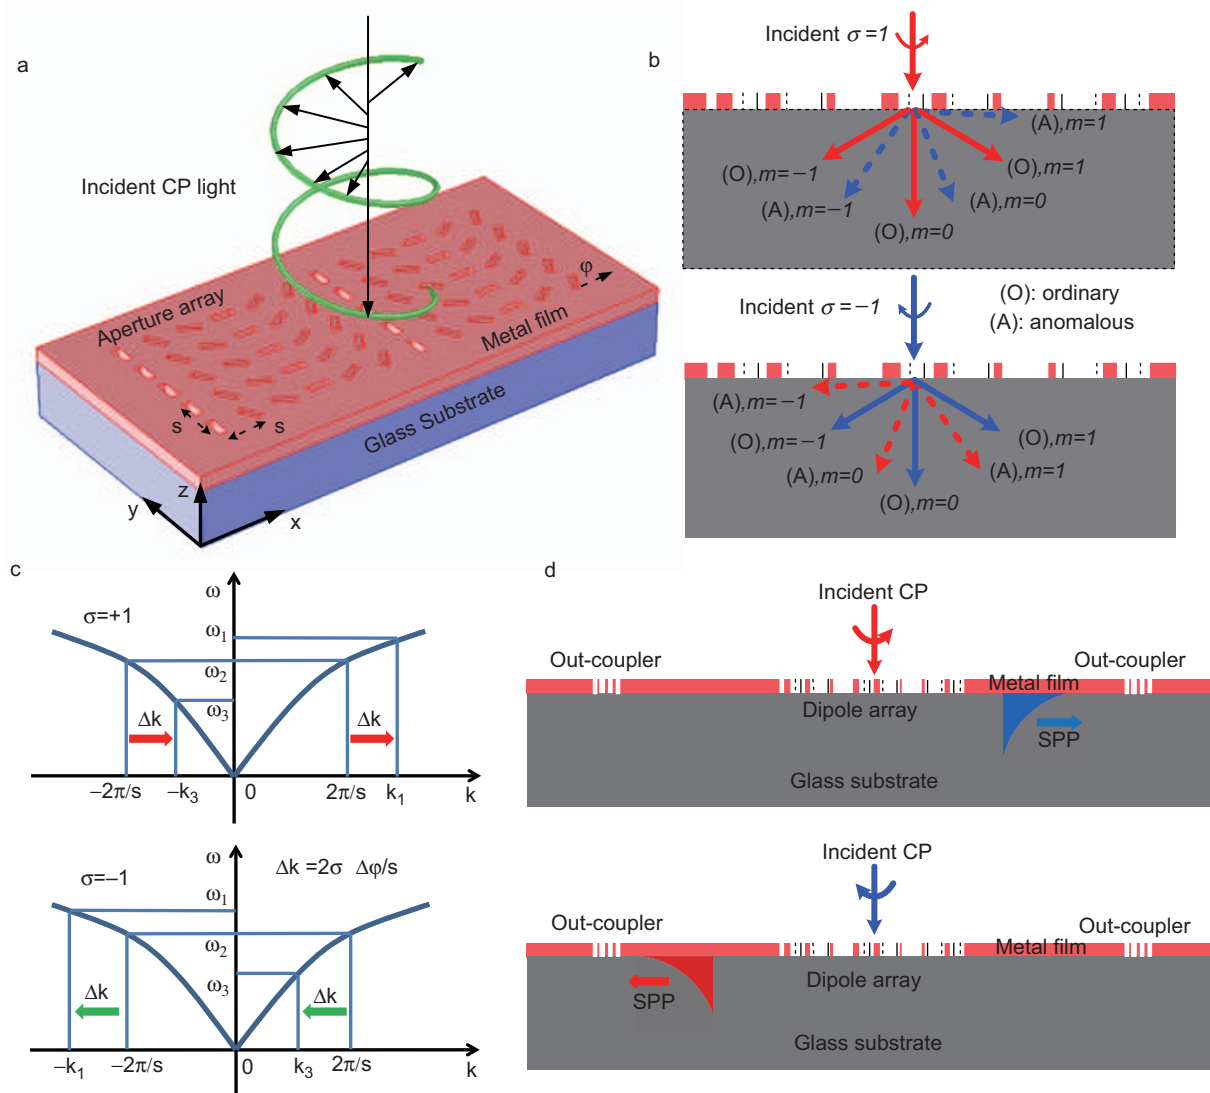 a
Incident CP light
Aperture array
φ
Metal film
Glass Substrate
s
s
z
y
x
b
Incident σ=1
(A),m=1
(O),m=−1
(O),m=1
(A),m=−1
(A),m=0
(O),m=0
Incident σ=−1
(O): ordinary
(A): anomalous
(A),m=−1
(O),m=−1
(O),m=1
(A),m=0
(A),m=1
(O),m=0
c
ω
σ=+1
ω₁
ω₂
ω₃
Δk
Δk
−2π/s
−k₃
0
2π/s
k₁
k
ω
σ=−1
Δk =2σ Δφ/s
ω₁
ω₂
ω₃
Δk
Δk
−k₁
−2π/s
0
k₃
2π/s
k
d
Incident CP
Out-coupler
Out-coupler
Metal film
Dipole array
SPP
Glass substrate
Incident CP
Out-coupler
Out-coupler
Metal film
Dipole array
SPP
Glass substrate